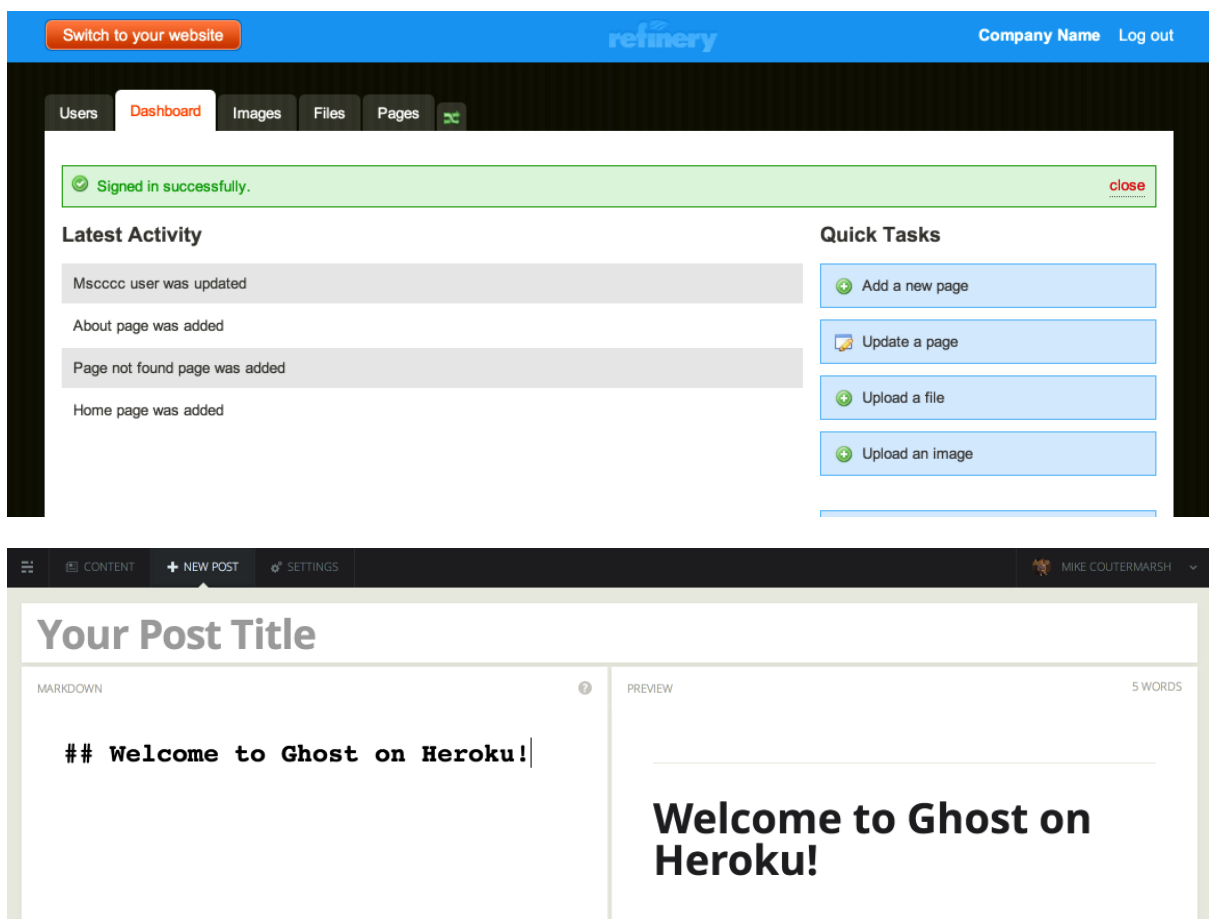 Switch to your website
refinery
Company Name Log out
Users Dashboard Images Files Pages
Signed in successfully.
close
Latest Activity
Mscccc user was updated
About page was added
Page not found page was added
Home page was added
Quick Tasks
Add a new page
Update a page
Upload a file
Upload an image
CONTENT NEW POST SETTINGS
MIKE COUTERMARSH
Your Post Title
MARKDOWN
## Welcome to Ghost on Heroku!
PREVIEW
5 WORDS
Welcome to Ghost on
Heroku!